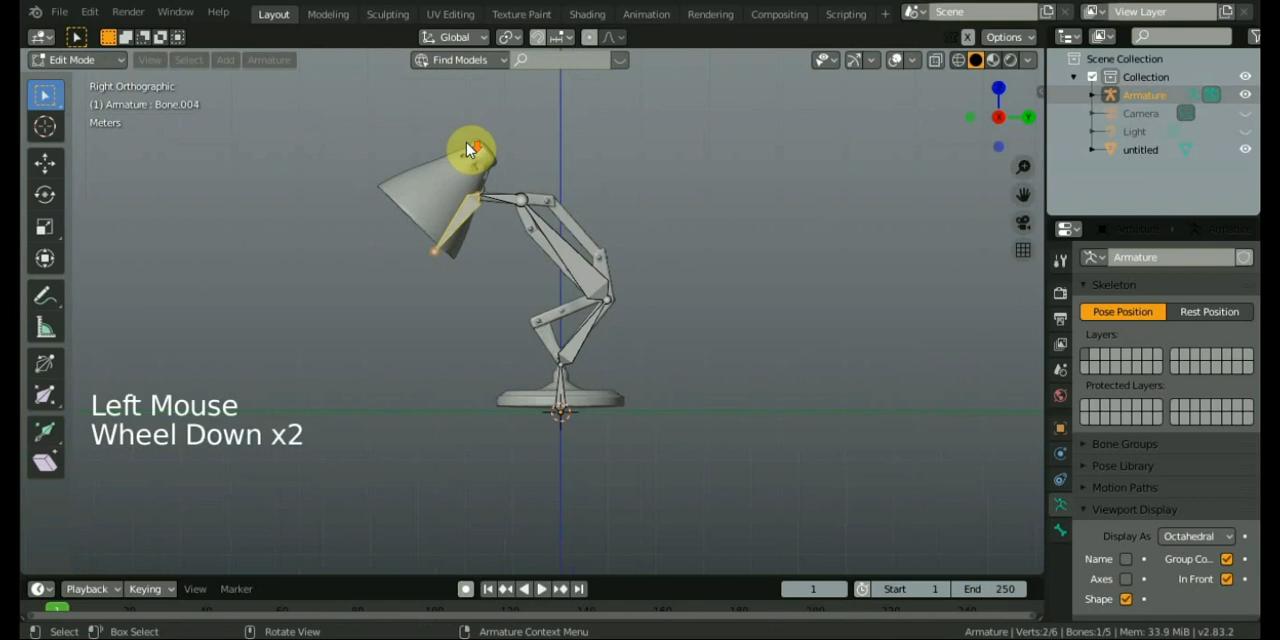 File Edit Render Window Help Layout Modeling Sculpting UV Editing Texture Paint Shading Animation Rendering Compositing Scripting + Scene View Layer
Global X Options
Edit Mode View Select Add Armature Find Models
Scene Collection
Collection
Armature
Camera
Light
untitled
Right Orthographic
(1) Armature : Bone.004
Meters
Z
X
Y
Left Mouse
Wheel Down x2
Armature
Skeleton
Pose Position Rest Position
Layers:
Protected Layers:
Bone Groups
Pose Library
Motion Paths
Viewport Display
Display As Octahedral
Name Group Co...
Axes In Front
Shape
Playback Keying View Marker 1 Start 1 End 250
1
Select Box Select Rotate View Armature Context Menu Armature | Verts:2/6 | Bones:1/5 | Mem: 33.9 MiB | v2.83.2